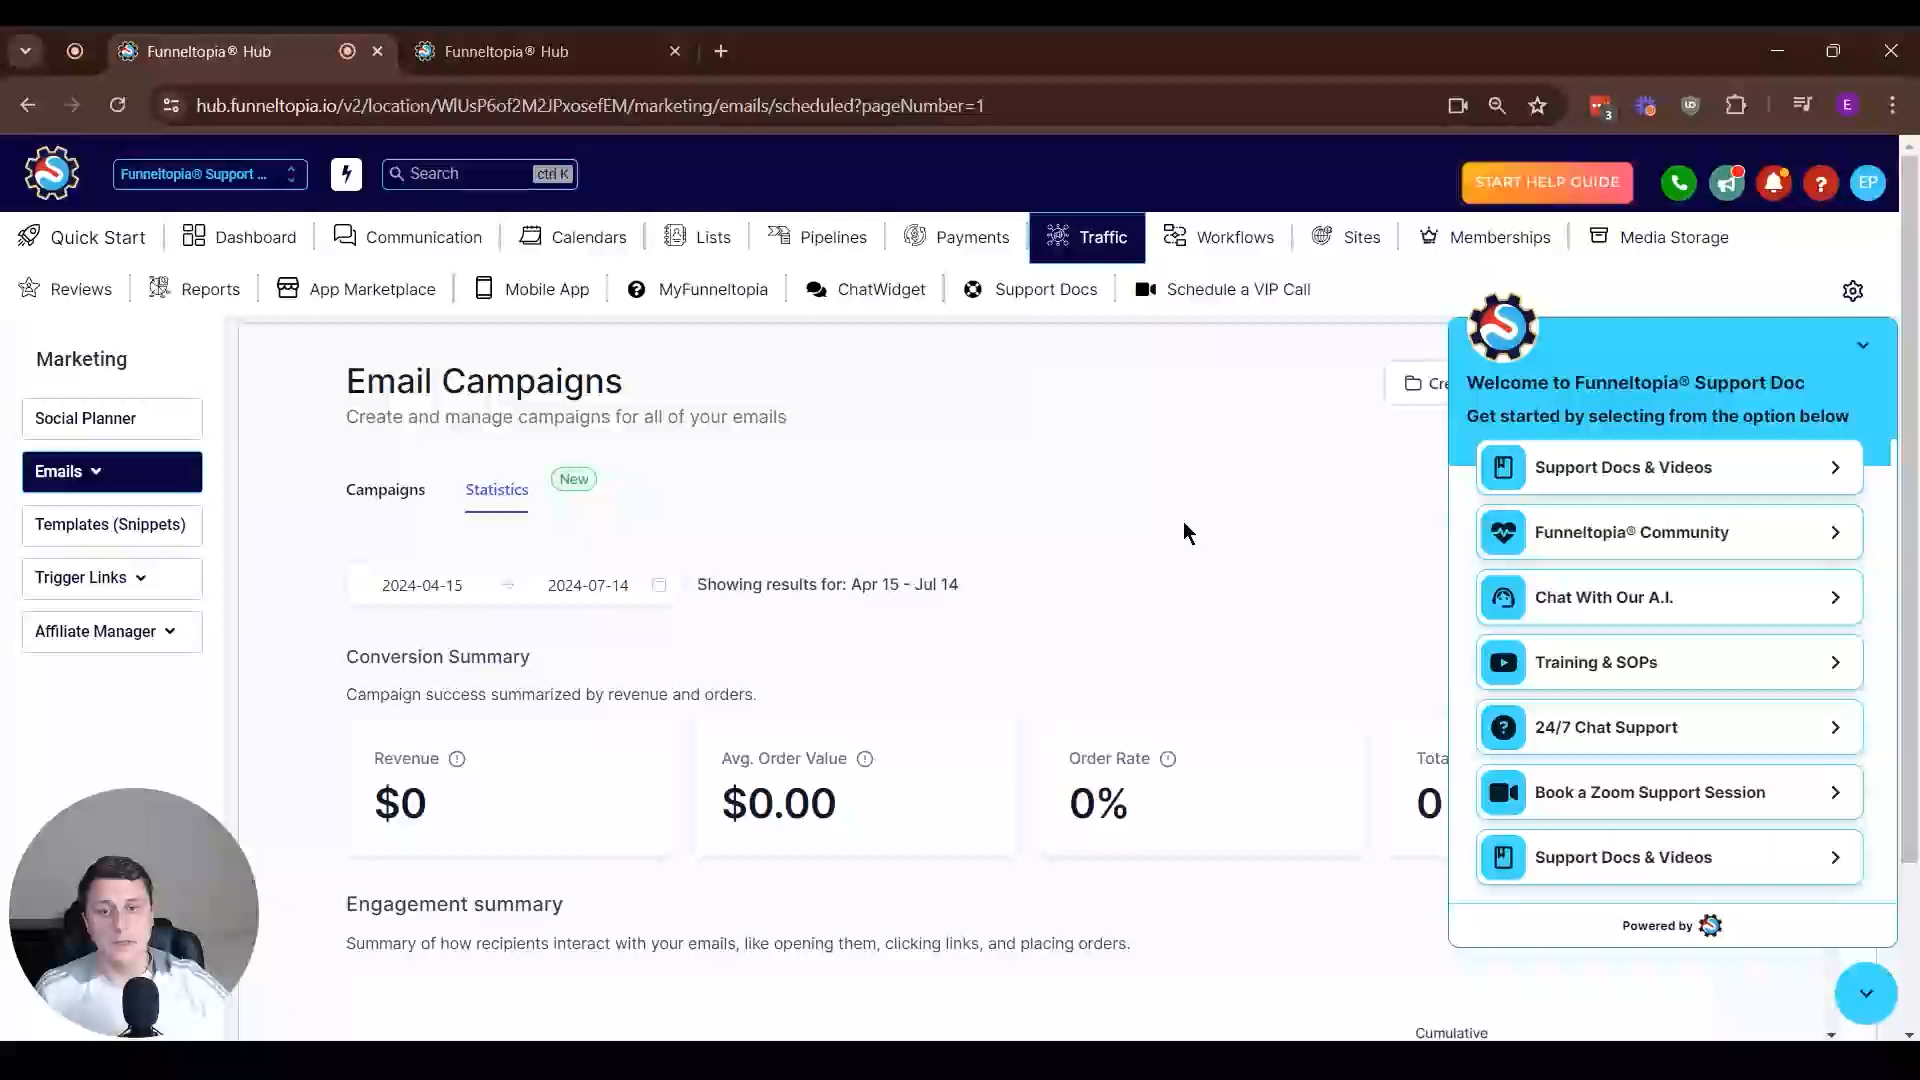 Funneltopia® Hub
Funneltopia® Hub
hub.funneltopia.io/v2/location/WlUsP6of2M2JPxosefEM/marketing/emails/scheduled?pageNumber=1
3
UD
E
Funneltopia® Support ...
Search
ctrl K
START HELP GUIDE
?
EP
Quick Start
Dashboard
Communication
Calendars
Lists
Pipelines
Payments
Traffic
Workflows
Sites
Memberships
Media Storage
Reviews
Reports
App Marketplace
Mobile App
MyFunneltopia
ChatWidget
Support Docs
Schedule a VIP Call
Marketing
Social Planner
Emails
Templates (Snippets)
Trigger Links
Affiliate Manager
Email Campaigns
Create and manage campaigns for all of your emails
Cre
Campaigns
Statistics
New
2024-04-15
2024-07-14
Showing results for: Apr 15 - Jul 14
Conversion Summary
Campaign success summarized by revenue and orders.
Revenue
$0
Avg. Order Value
$0.00
Order Rate
0%
Tota
0
Engagement summary
Summary of how recipients interact with your emails, like opening them, clicking links, and placing orders.
Cumulative
Welcome to Funneltopia® Support Doc
Get started by selecting from the option below
Support Docs & Videos
Funneltopia® Community
Chat With Our A.I.
Training & SOPs
24/7 Chat Support
Book a Zoom Support Session
Support Docs & Videos
Powered by